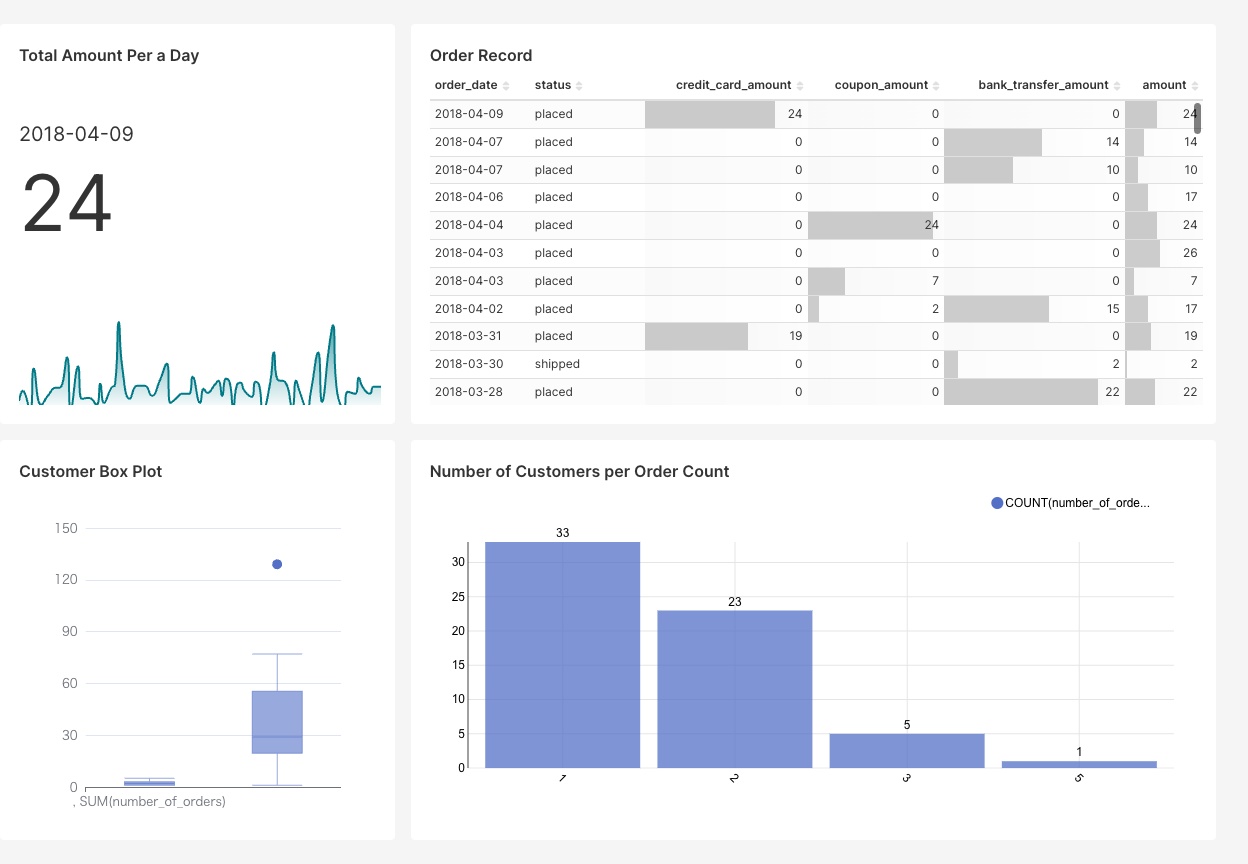 Total Amount Per a Day
2018-04-09
24
Order Record
order_date status credit_card_amount coupon_amount bank_transfer_amount amount
2018-04-09 placed 24 0 0 24
2018-04-07 placed 0 0 14 14
2018-04-07 placed 0 0 10 10
2018-04-06 placed 0 0 0 17
2018-04-04 placed 0 24 0 24
2018-04-03 placed 0 0 0 26
2018-04-03 placed 0 7 0 7
2018-04-02 placed 0 2 15 17
2018-03-31 placed 19 0 0 19
2018-03-30 shipped 0 0 2 2
2018-03-28 placed 0 0 22 22
Customer Box Plot
150
120
90
60
30
0
, SUM(number_of_orders)
Number of Customers per Order Count
COUNT(number_of_orde...
33
30
25
23
20
15
10
5
5
1
0
1 2 3 5